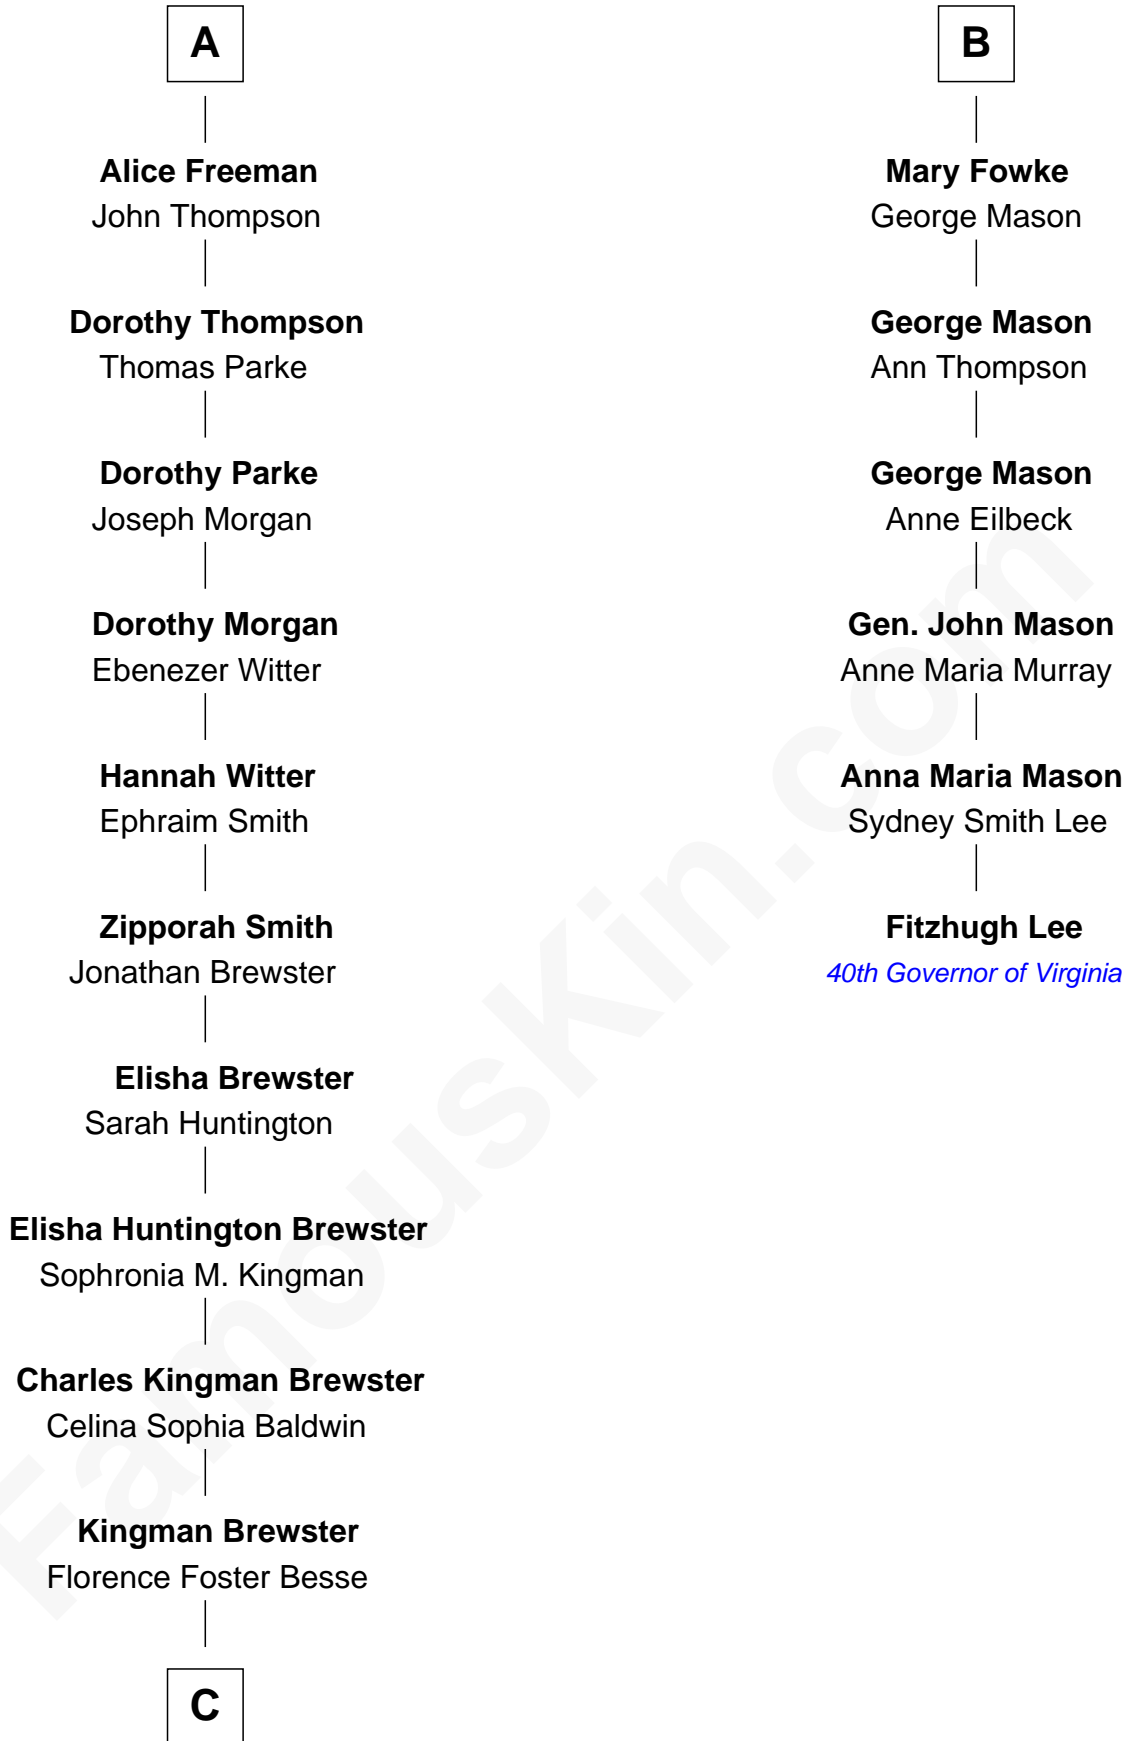 A
Alice Freeman
John Thompson
Dorothy Thompson
Thomas Parke
Dorothy Parke
Joseph Morgan
Dorothy Morgan
Ebenezer Witter
Hannah Witter
Ephraim Smith
Zipporah Smith
Jonathan Brewster
Elisha Brewster
Sarah Huntington
Elisha Huntington Brewster
Sophronia M. Kingman
Charles Kingman Brewster
Celina Sophia Baldwin
Kingman Brewster
Florence Foster Besse
C
B
Mary Fowke
George Mason
George Mason
Ann Thompson
George Mason
Anne Eilbeck
Gen. John Mason
Anne Maria Murray
Anna Maria Mason
Sydney Smith Lee
Fitzhugh Lee
40th Governor of Virginia
FamousKin.com